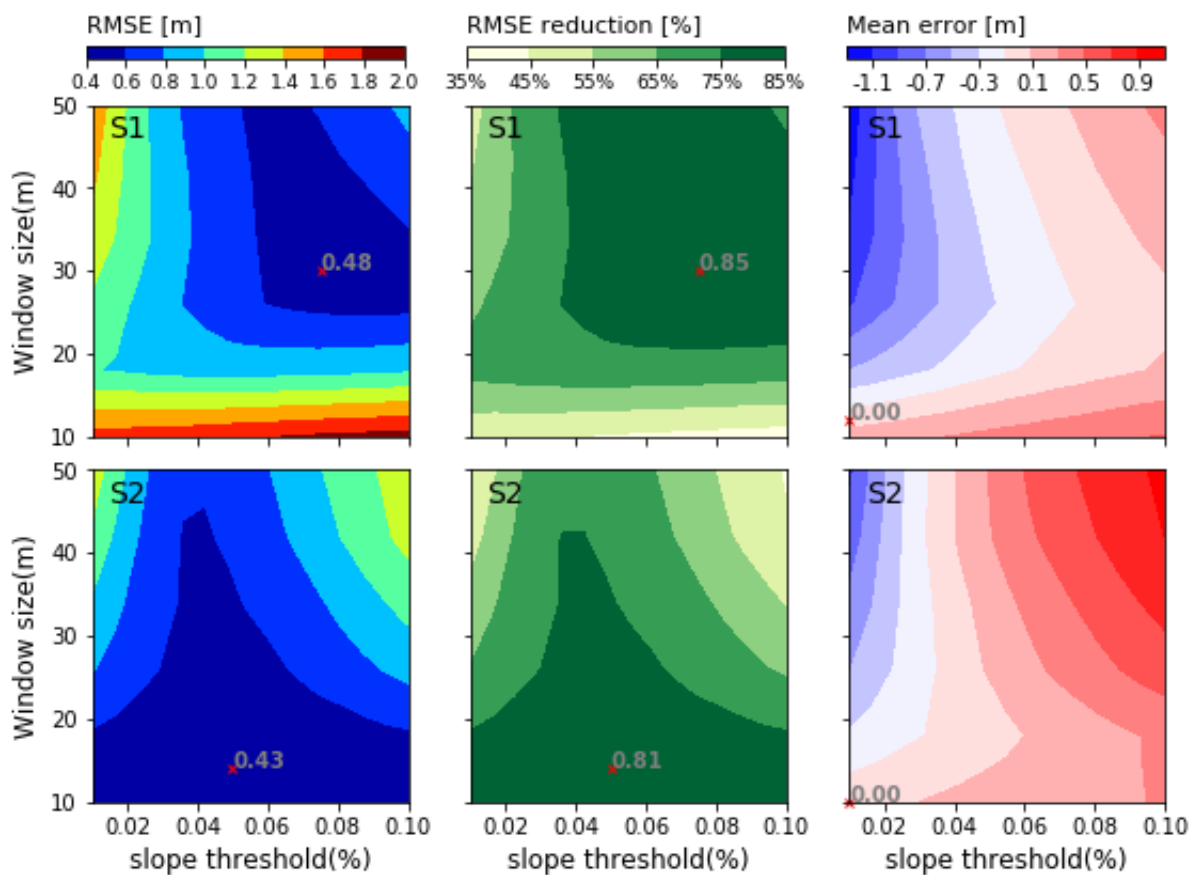 RMSE [m] RMSE reduction [%] Mean error [m]
0.4 0.6 0.8 1.0 1.2 1.4 1.6 1.8 2.0 35% 45% 55% 65% 75% 85% -1.1 -0.7 -0.3 0.1 0.5 0.9
50 S1 S1 S1
40
Window size(m)
30 0.48 0.85
20
0.00
10
50 S2 S2 S2
40
Window size(m)
30
20
0.43 0.81
0.00
10
0.02 0.04 0.06 0.08 0.10 0.02 0.04 0.06 0.08 0.10 0.02 0.04 0.06 0.08 0.10
slope threshold(%) slope threshold(%) slope threshold(%)